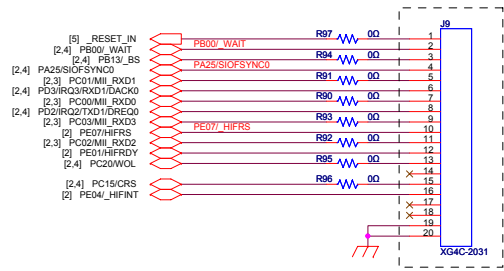 J9
[5] _RESET_IN R97 0Ω 1
[2,4] PB00/_WAIT PB00/_WAIT 2
[2,4] PB13/_BS R94 0Ω 3
[2,4] PA25/SIOFSYNC0 PA25/SIOFSYNC0 4
[2,3] PC01/MII_RXD1 R91 0Ω 5
[2,4] PD3/IRQ3/RXD1/DACK0 6
[2,3] PC00/MII_RXD0 R90 0Ω 7
[2,4] PD2/IRQ2/TXD1/DREQ0 8
[2,3] PC03/MII_RXD3 R93 0Ω 9
[2] PE07/HIFRS PE07/_HIFRS 10
[2,3] PC02/MII_RXD2 R92 0Ω 11
[2] PE01/HIFRDY 12
[2,4] PC20/WOL R95 0Ω 13
14
[2,4] PC15/CRS R96 0Ω 15
[2] PE04/_HIFINT 16
17
18
19
20
XG4C-2031